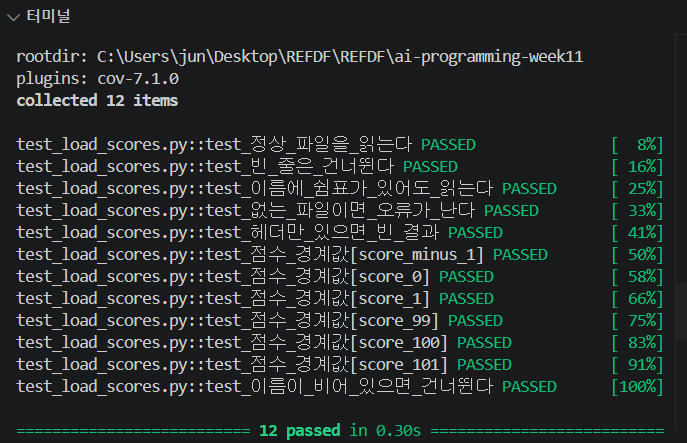 터미널
rootdir: C:\Users\jun\Desktop\REFDF\REFDF\ai-programming-week11
plugins: cov-7.1.0
collected 12 items
test_load_scores.py::test_정상_파일을_읽는다 PASSED [  8%]
test_load_scores.py::test_빈_줄은_건너뛴다 PASSED [ 16%]
test_load_scores.py::test_이름에_쉼표가_있어도_읽는다 PASSED [ 25%]
test_load_scores.py::test_없는_파일이면_오류가_난다 PASSED [ 33%]
test_load_scores.py::test_헤더만_있으면_빈_결과 PASSED [ 41%]
test_load_scores.py::test_점수_경계값[score_minus_1] PASSED [ 50%]
test_load_scores.py::test_점수_경계값[score_0] PASSED [ 58%]
test_load_scores.py::test_점수_경계값[score_1] PASSED [ 66%]
test_load_scores.py::test_점수_경계값[score_99] PASSED [ 75%]
test_load_scores.py::test_점수_경계값[score_100] PASSED [ 83%]
test_load_scores.py::test_점수_경계값[score_101] PASSED [ 91%]
test_load_scores.py::test_이름이_비어_있으면_건너뛴다 PASSED [100%]
========================== 12 passed in 0.30s ==========================